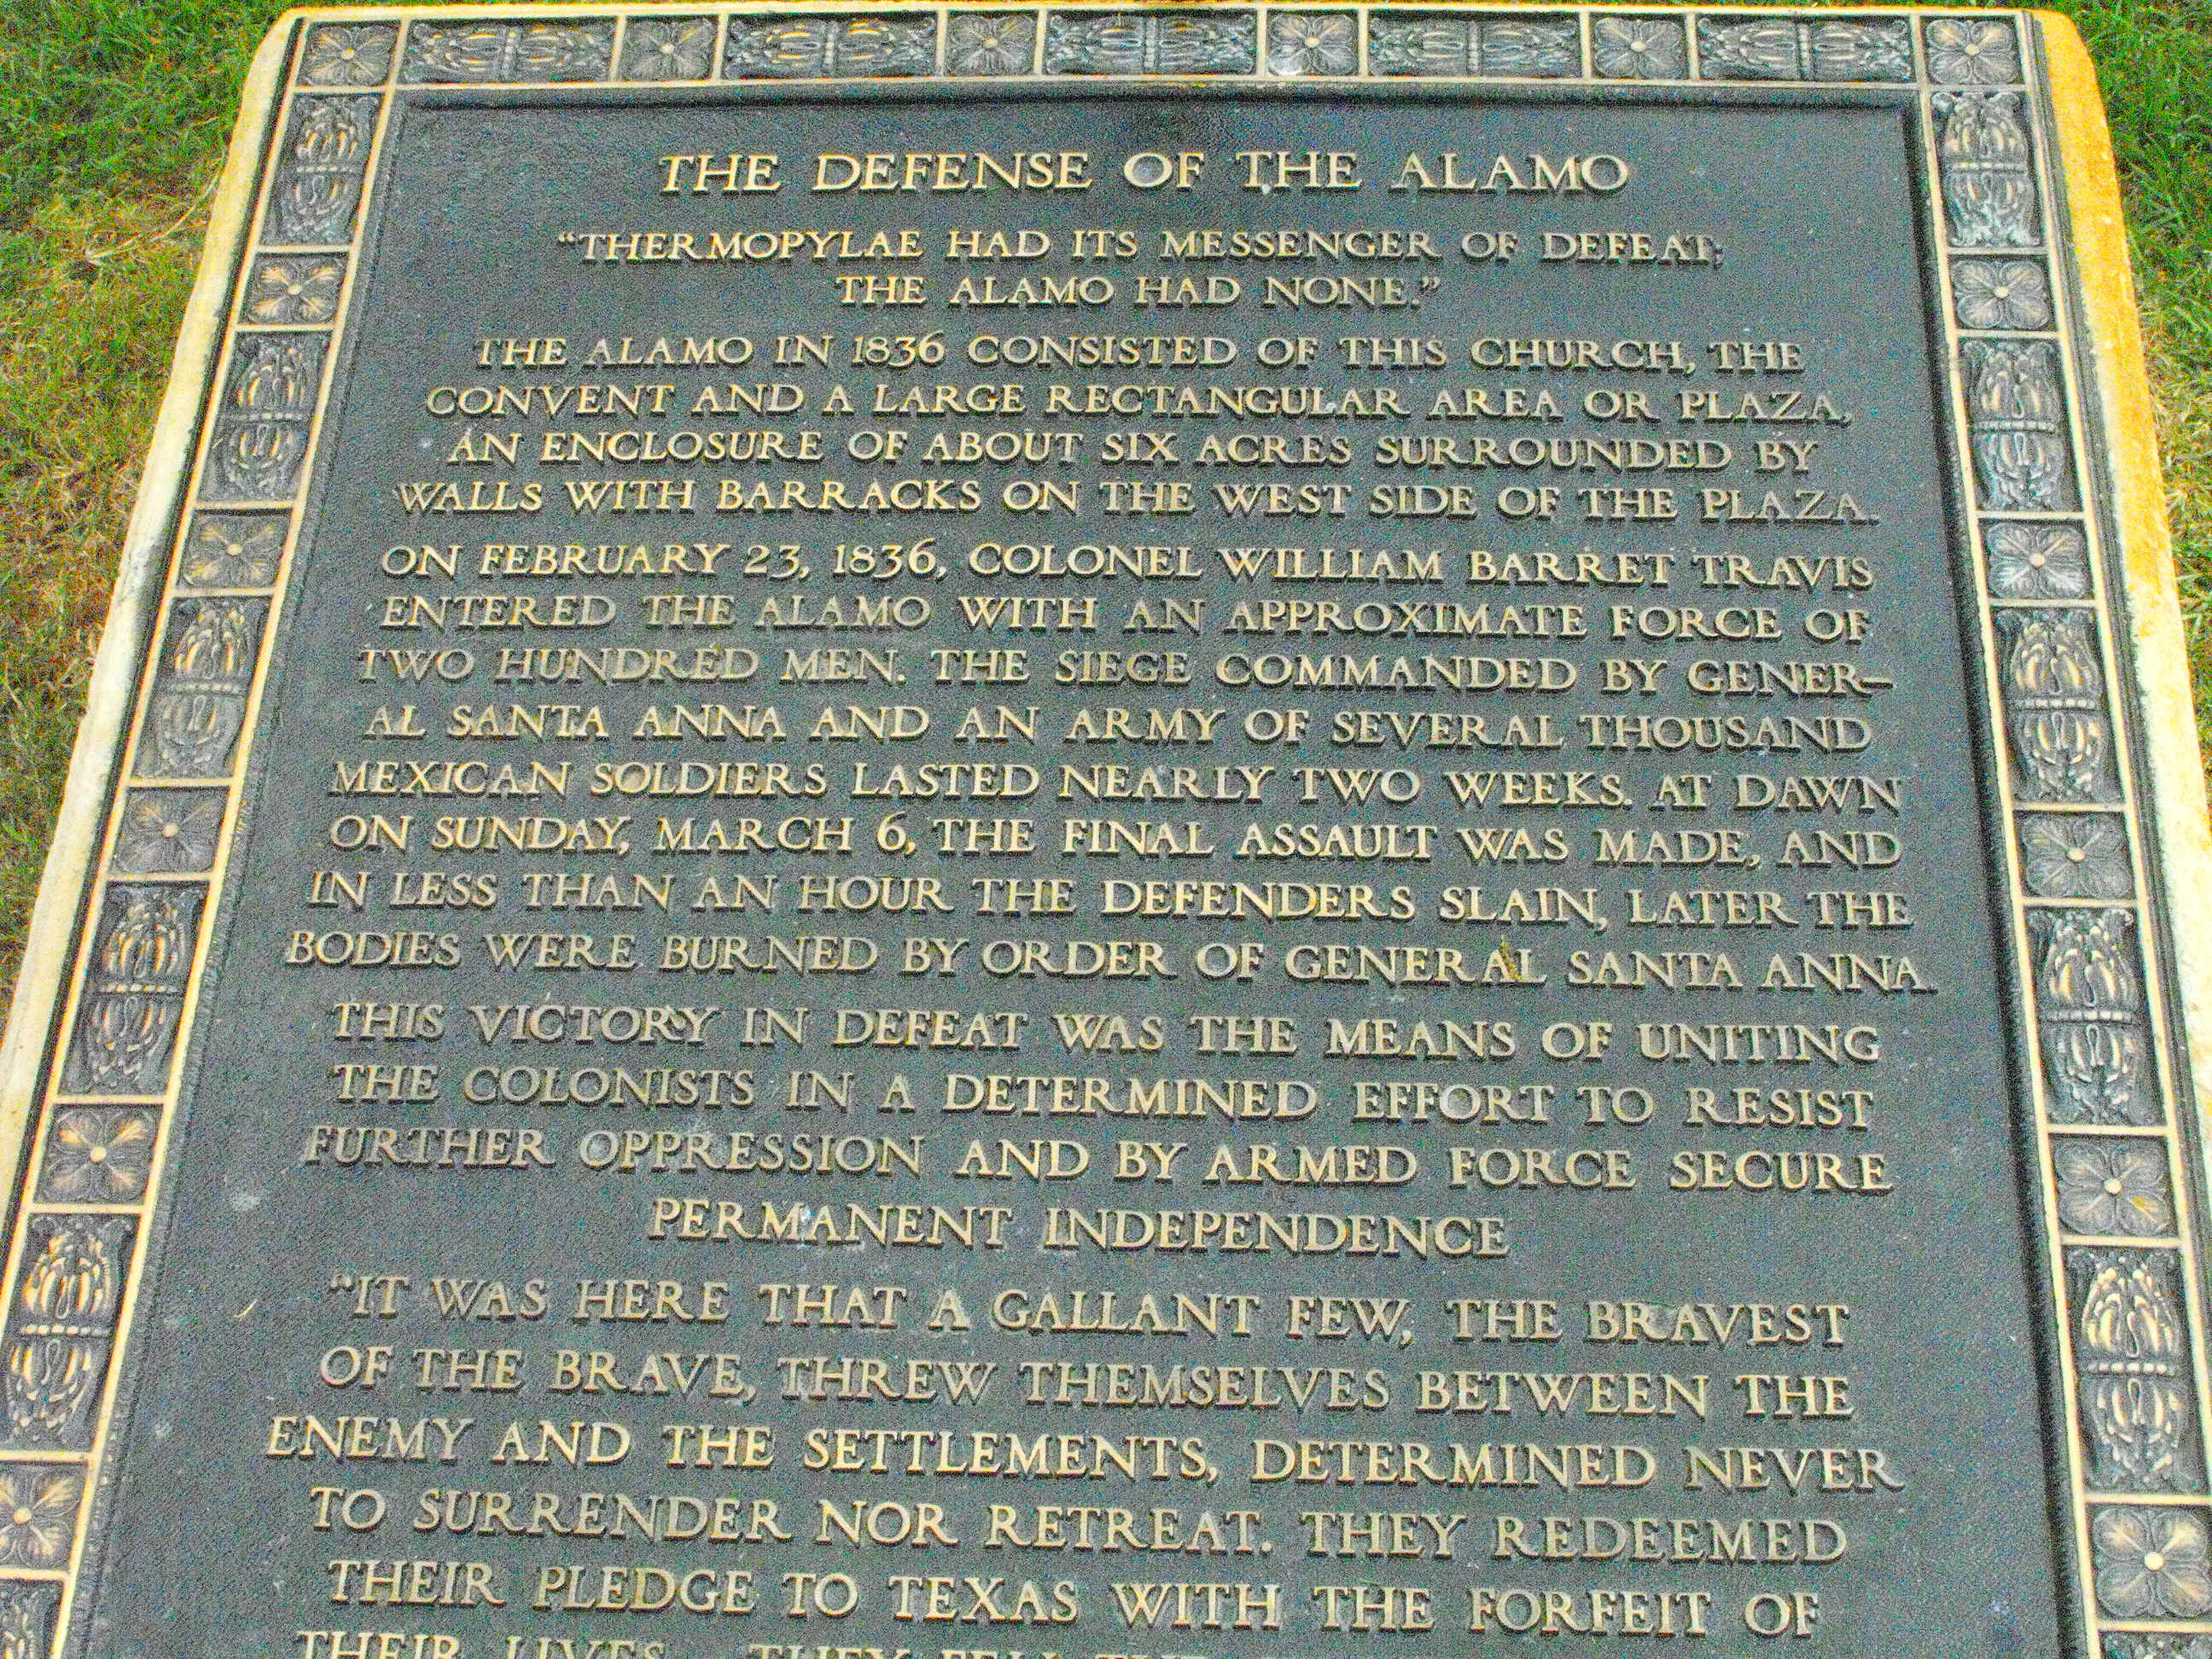 THE DEFENSE OF THE ALAMO
"THERMOPYLAE HAD ITS MESSENGER OF DEFEAT;
THE ALAMO HAD NONE."
THE ALAMO IN 1836 CONSISTED OF THIS CHURCH, THE
CONVENT AND A LARGE RECTANGULAR AREA OR PLAZA,
AN ENCLOSURE OF ABOUT SIX ACRES SURROUNDED BY
WALLS WITH BARRACKS ON THE WEST SIDE OF THE PLAZA.
ON FEBRUARY 23, 1836, COLONEL WILLIAM BARRET TRAVIS
ENTERED THE ALAMO WITH AN APPROXIMATE FORCE OF
TWO HUNDRED MEN. THE SIEGE COMMANDED BY GENER-
AL SANTA ANNA AND AN ARMY OF SEVERAL THOUSAND
MEXICAN SOLDIERS LASTED NEARLY TWO WEEKS. AT DAWN
ON SUNDAY, MARCH 6, THE FINAL ASSAULT WAS MADE, AND
IN LESS THAN AN HOUR THE DEFENDERS SLAIN, LATER THE
BODIES WERE BURNED BY ORDER OF GENERAL SANTA ANNA.
THIS VICTORY IN DEFEAT WAS THE MEANS OF UNITING
THE COLONISTS IN A DETERMINED EFFORT TO RESIST
FURTHER OPPRESSION AND BY ARMED FORCE SECURE
PERMANENT INDEPENDENCE
"IT WAS HERE THAT A GALLANT FEW, THE BRAVEST
OF THE BRAVE, THREW THEMSELVES BETWEEN THE
ENEMY AND THE SETTLEMENTS, DETERMINED NEVER
TO SURRENDER NOR RETREAT. THEY REDEEMED
THEIR PLEDGE TO TEXAS WITH THE FORFEIT OF
THEIR LIVES. THEY FELL THE